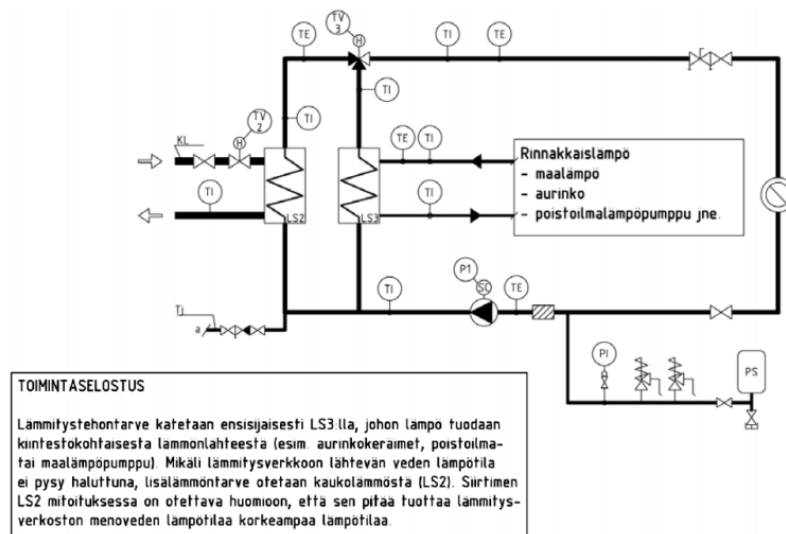 TV
3
TE
H
TI
TE
TV
2
TI
TI
KL
H
TE
TI
Rinnakkaislämpö
- maalämpö
- aurinko
- poistoilmalämpöpumppu jne.
TI
TI
LS2
LS3
P1
SC
TI
TE
Tj
a
PI
PS
TOIMINTASELOSTUS
Lämmitystehontarve katetaan ensisijaisesti LS3:lla, johon lämpö tuodaan
kiintestokohtaisesta lämmönlähteestä (esim. aurinkokeräimet, poistoilma-
tai maalämpöpumppu). Mikäli lämmitysverkkoon lähtevän veden lämpötila
ei pysy haluttuna, lisälämmöntarve otetaan kaukolämmöstä (LS2). Siirtimen
LS2 mitoituksessa on otettava huomioon, että sen pitää tuottaa lämmitys-
verkoston menoveden lämpötilaa korkeampaa lämpötilaa.